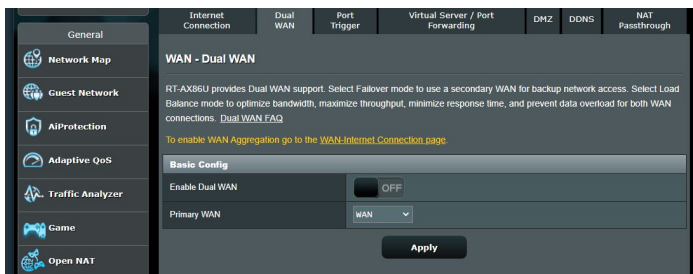 Internet Connection
Dual WAN
Port Trigger
Virtual Server / Port Forwarding
DMZ
DDNS
NAT Passthrough
General
Network Map
Guest Network
AiProtection
Adaptive QoS
Traffic Analyzer
Game
Open NAT
WAN - Dual WAN
RT-AX86U provides Dual WAN support. Select Failover mode to use a secondary WAN for backup network access. Select Load
Balance mode to optimize bandwidth, maximize throughput, minimize response time, and prevent data overload for both WAN
connections. Dual WAN FAQ
To enable WAN Aggregation go to the WAN-Internet Connection page.
Basic Config
Enable Dual WAN
OFF
Primary WAN
WAN
Apply